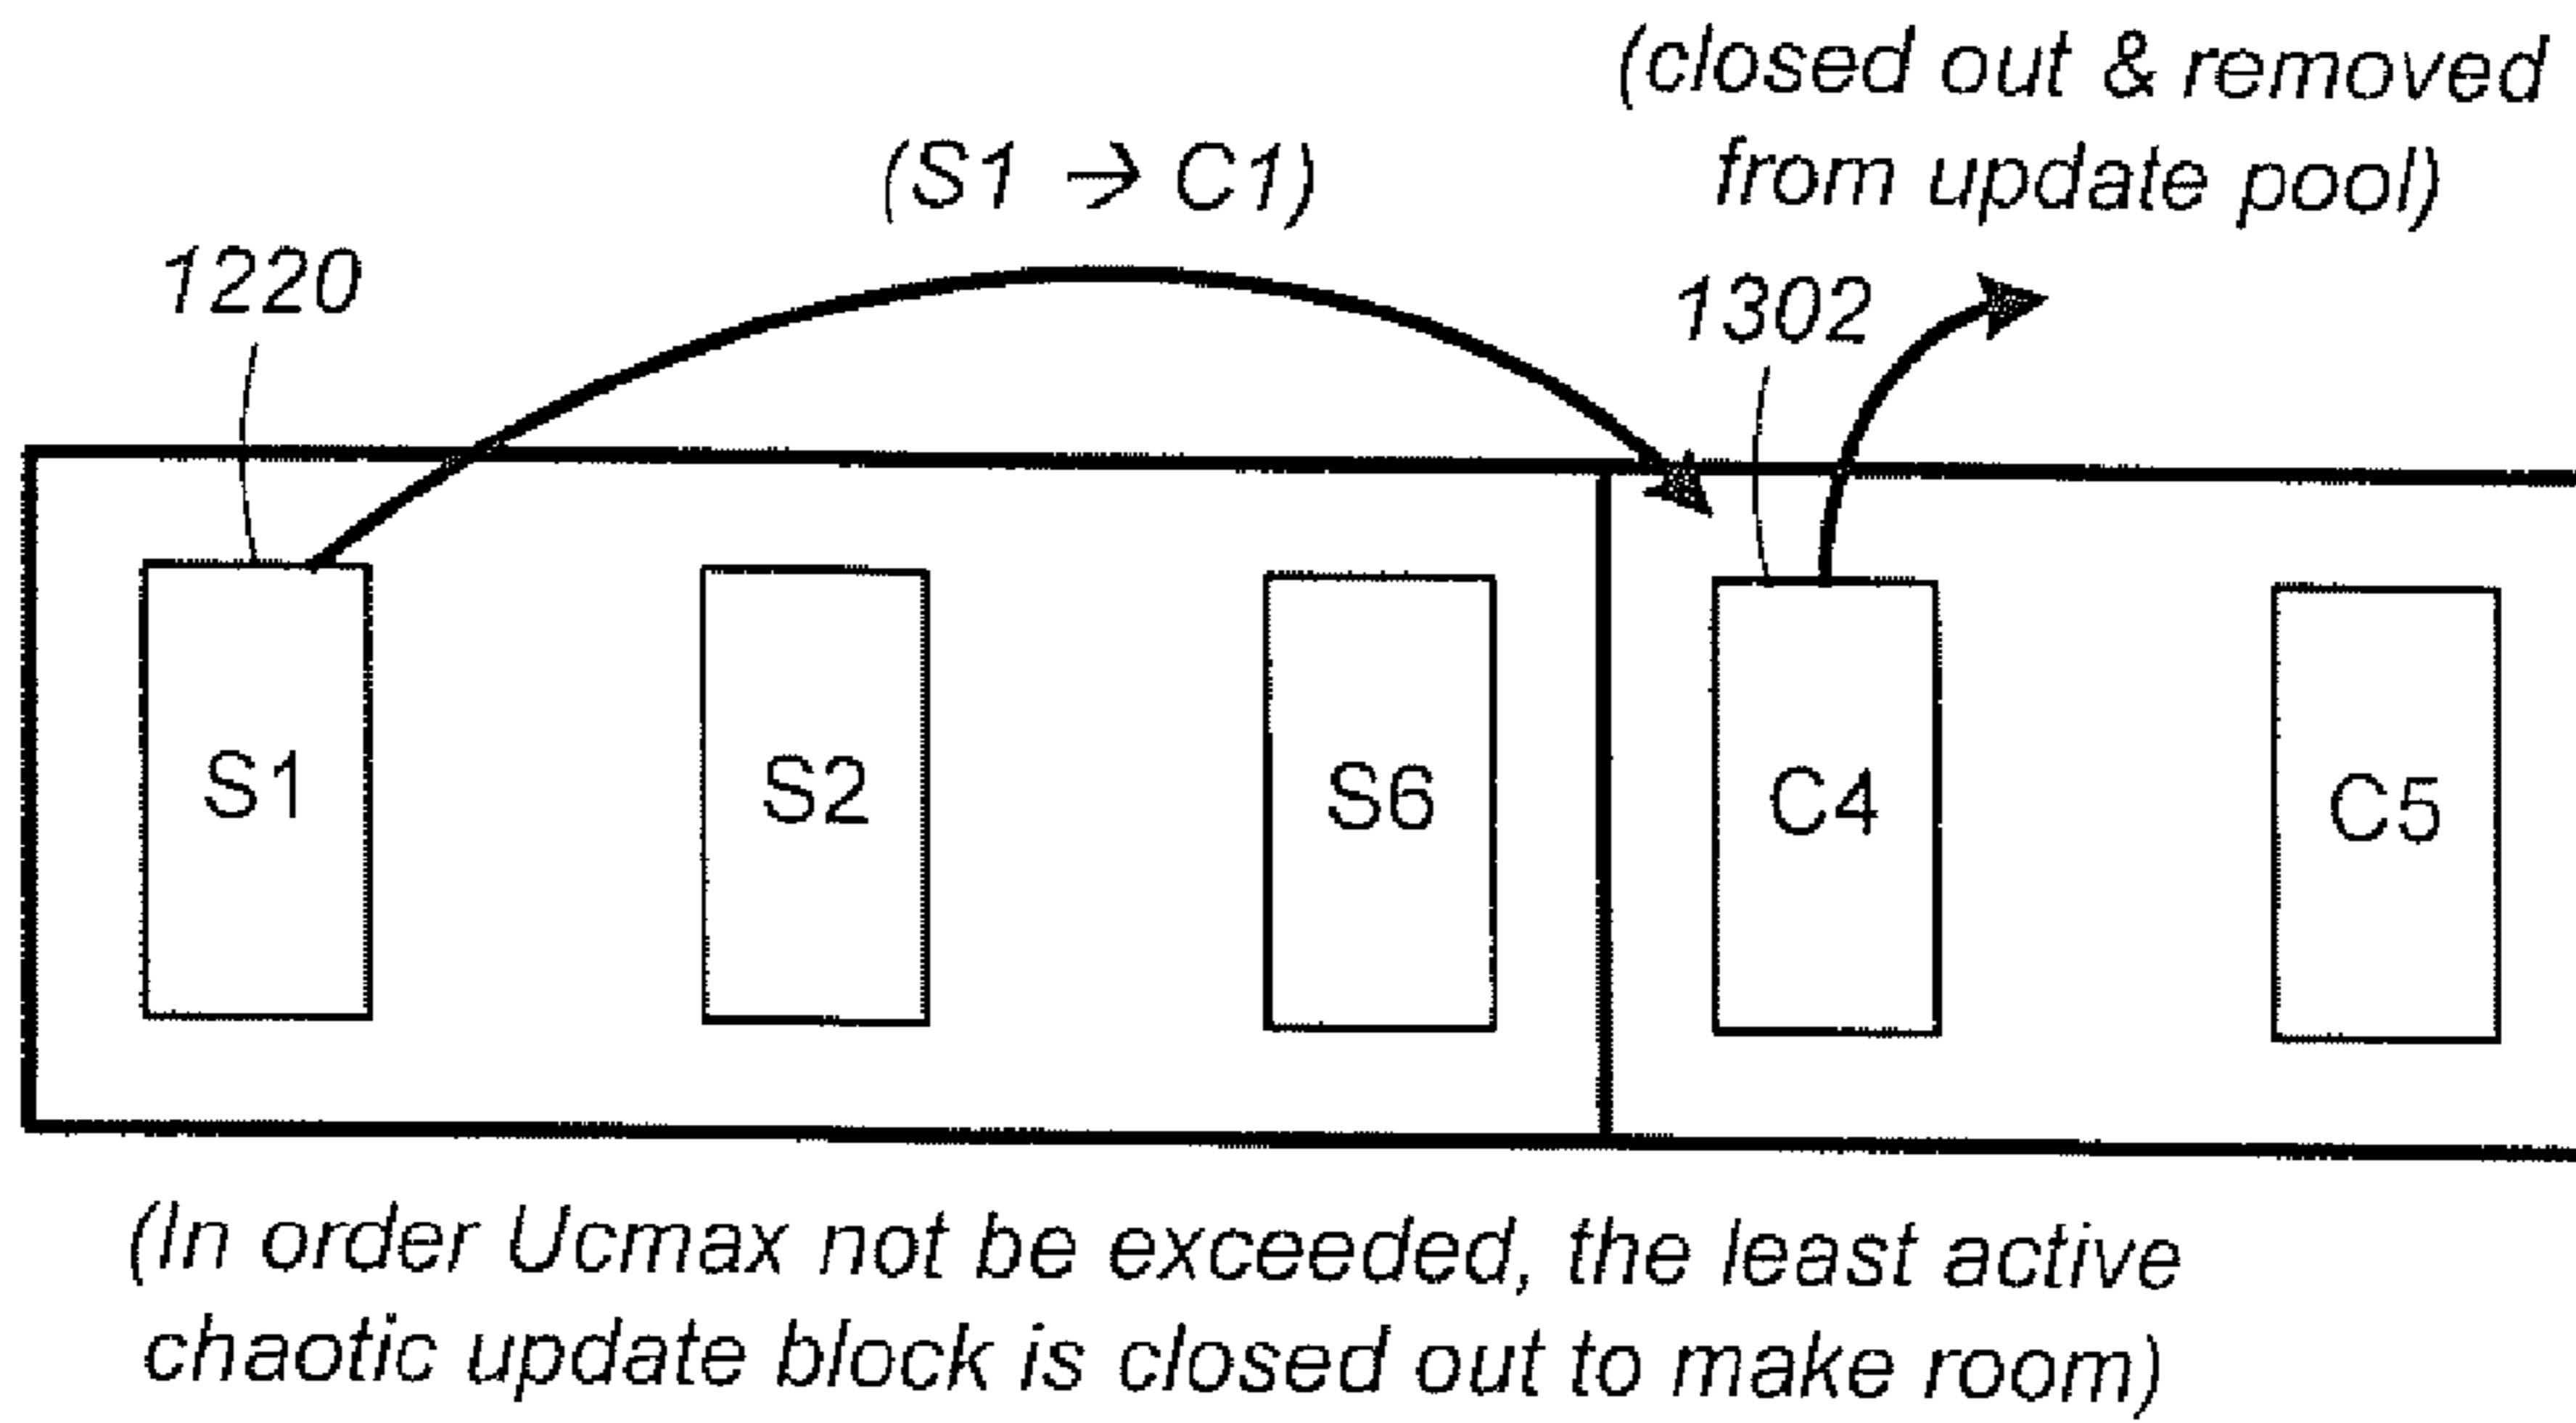 (closed out & removed
from update pool)
(S1 → C1)
1220
1302
S1
S2
S6
C4
C5
(In order Ucmax not be exceeded, the least active
chaotic update block is closed out to make room)